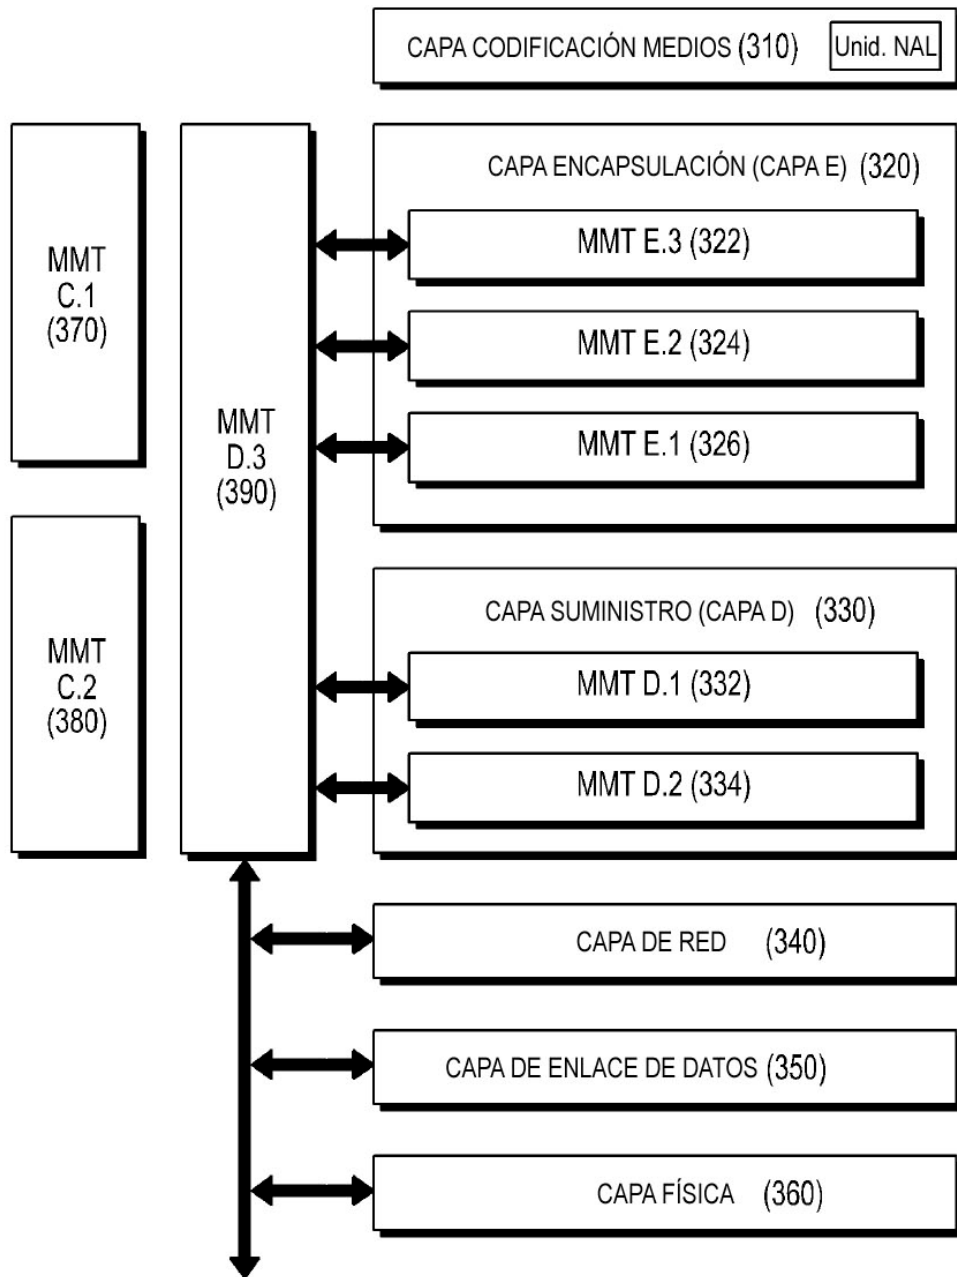 CAPA CODIFICACIÓN MEDIOS (310)
Unid. NAL
MMT
C.1
(370)
MMT
C.2
(380)
MMT
D.3
(390)
CAPA ENCAPSULACIÓN (CAPA E) (320)
MMT E.3 (322)
MMT E.2 (324)
MMT E.1 (326)
CAPA SUMINISTRO (CAPA D) (330)
MMT D.1 (332)
MMT D.2 (334)
CAPA DE RED (340)
CAPA DE ENLACE DE DATOS (350)
CAPA FÍSICA (360)